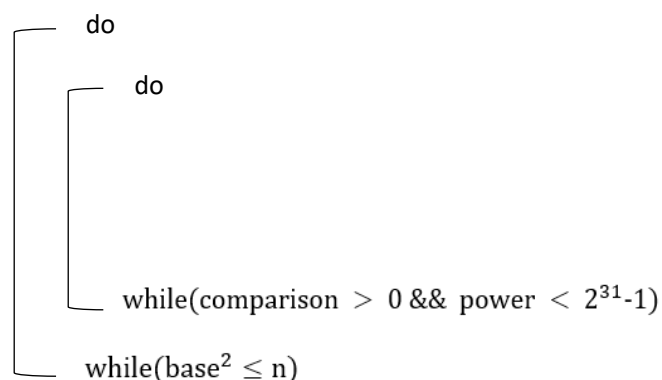 do
do
while(comparison > 0 && power < 2³¹-1)
while(base² ≤ n)